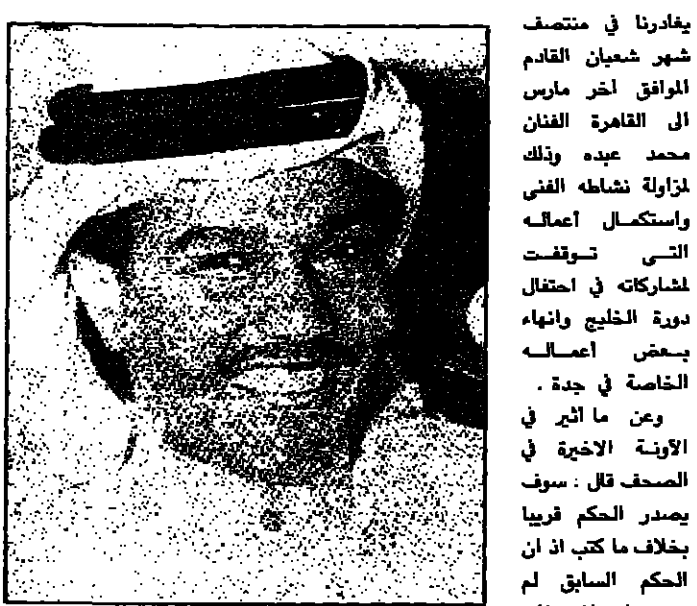 يغادرنا في منتصف
شهر شعبان القادم
الموافق آخر مارس
الى القاهرة الفنان
محمد عبده وذلك
لمزاولة نشاطه الفني
واستكمال أعماله
التي توقفت
لمشاركاته في احتفال
دورة الخليج وانهاء
بعض أعماله
الخاصة في جدة .
وعن ما أثير في
الآونة الاخيرة في
الصحف قال : سوف
يصدر الحكم قريبا
بخلاف ما كتب اذ ان
الحكم السابق لم